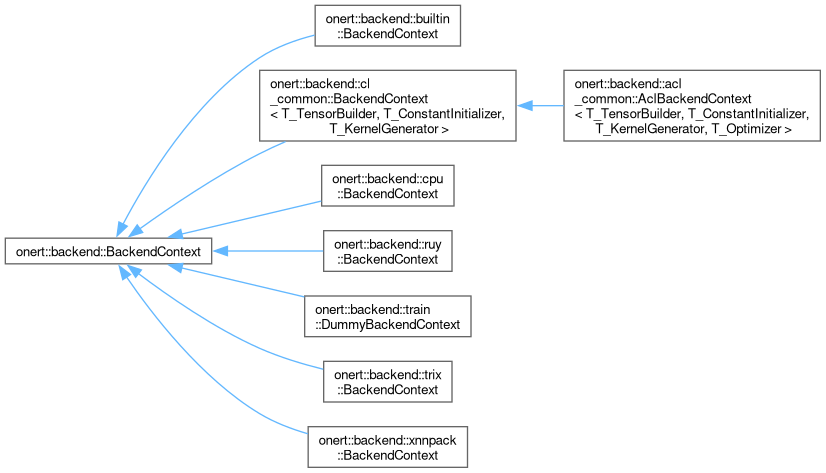 onert::backend::builtin
::BackendContext
onert::backend::cl
_common::BackendContext
< T_TensorBuilder, T_ConstantInitializer,
T_KernelGenerator >
onert::backend::acl
_common::AclBackendContext
< T_TensorBuilder, T_ConstantInitializer,
T_KernelGenerator, T_Optimizer >
onert::backend::cpu
::BackendContext
onert::backend::BackendContext
onert::backend::ruy
::BackendContext
onert::backend::train
::DummyBackendContext
onert::backend::trix
::BackendContext
onert::backend::xnnpack
::BackendContext